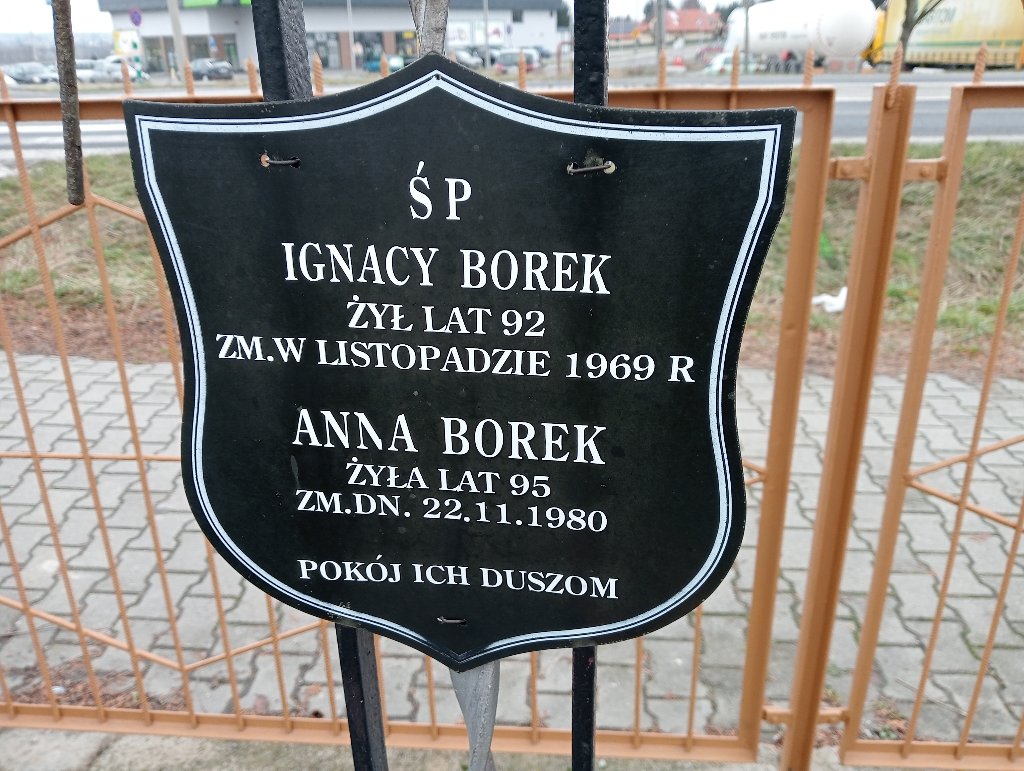 Ś P
IGNACY BOREK
ŻYŁ LAT 92
ZM.W LISTOPADZIE 1969 R
ANNA BOREK
ŻYŁA LAT 95
ZM.DN. 22.11.1980
POKÓJ ICH DUSZOM